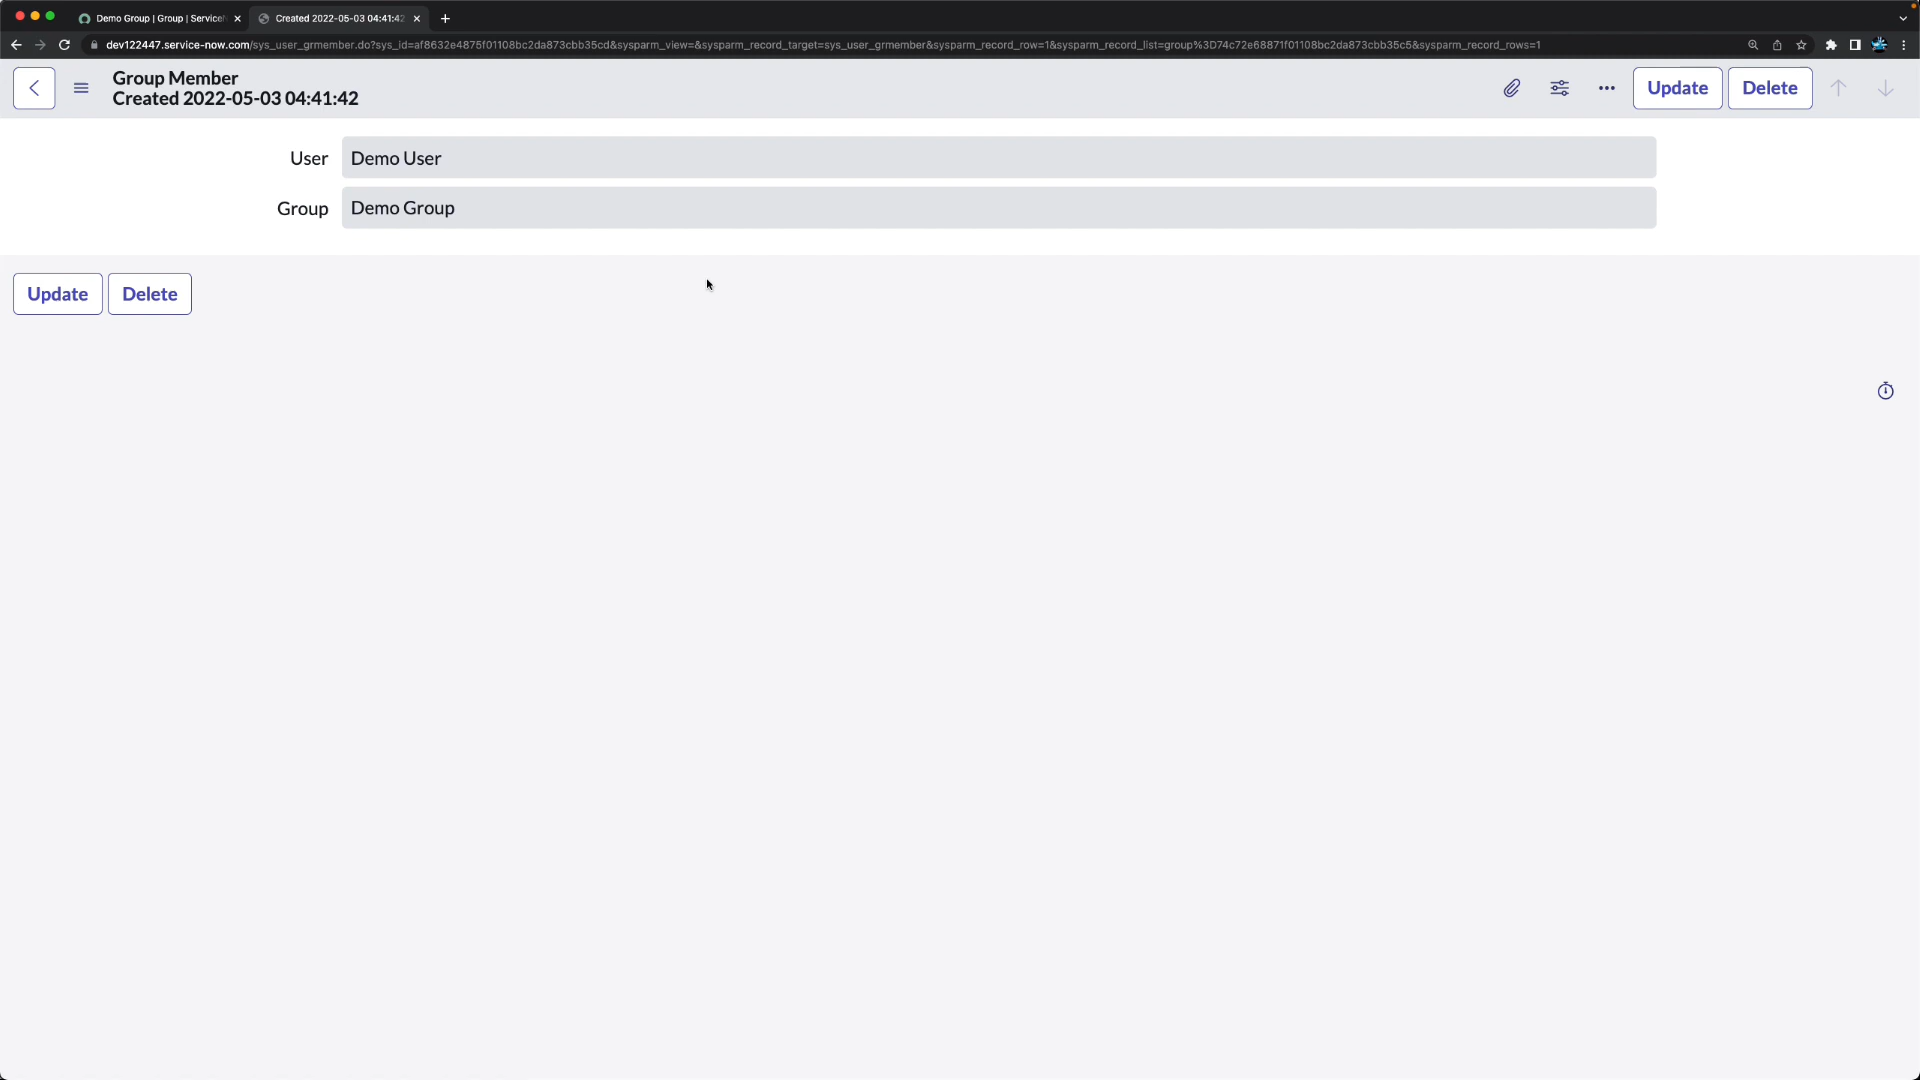 Demo Group | Group | Service
Created 2022-05-03 04:41:42
dev122447.service-now.com/sys_user_grmember.do?sys_id=af8632e4875f01108bc2da873cbb35cd&sysparm_view=&sysparm_record_target=sys_user_grmember&sysparm_record_row=1&sysparm_record_list=group%3D74c72e68871f01108bc2da873cbb35c5&sysparm_record_rows=1
Group Member
Created 2022-05-03 04:41:42
Update
Delete
User
Demo User
Group
Demo Group
Update
Delete